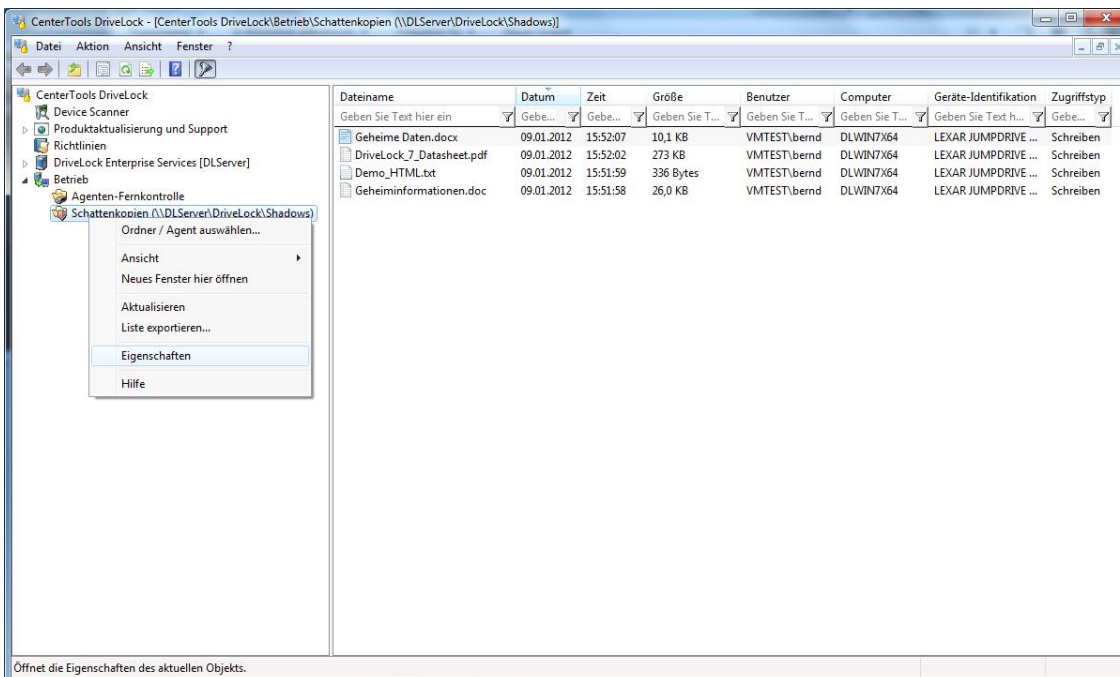 CenterTools DriveLock - [CenterTools DriveLock\Betrieb\Schattenkopien (\\DLServer\DriveLock\Shadows)]
Datei Aktion Ansicht Fenster ?
CenterTools DriveLock
Device Scanner
Produktaktualisierung und Support
Richtlinien
DriveLock Enterprise Services [DLServer]
Betrieb
Agenten-Fernkontrolle
Schattenkopien (\\DLServer\DriveLock\Shadows)
Ordner / Agent auswählen...
Ansicht
Neues Fenster hier öffnen
Aktualisieren
Liste exportieren...
Eigenschaften
Hilfe
Dateiname Datum Zeit Größe Benutzer Computer Geräte-Identifikation Zugriffstyp
Geben Sie Text hier ein Gebe... Gebe... Geben Sie T... Geben Sie T... Geben Sie T... Geben Sie Text h... Gebe...
Geheime Daten.docx 09.01.2012 15:52:07 10,1 KB VMTEST\bernd DLWIN7X64 LEXAR JUMPDRIVE ... Schreiben
DriveLock_7_Datasheet.pdf 09.01.2012 15:52:02 273 KB VMTEST\bernd DLWIN7X64 LEXAR JUMPDRIVE ... Schreiben
Demo_HTML.txt 09.01.2012 15:51:59 336 Bytes VMTEST\bernd DLWIN7X64 LEXAR JUMPDRIVE ... Schreiben
Geheiminformationen.doc 09.01.2012 15:51:58 26,0 KB VMTEST\bernd DLWIN7X64 LEXAR JUMPDRIVE ... Schreiben
Öffnet die Eigenschaften des aktuellen Objekts.